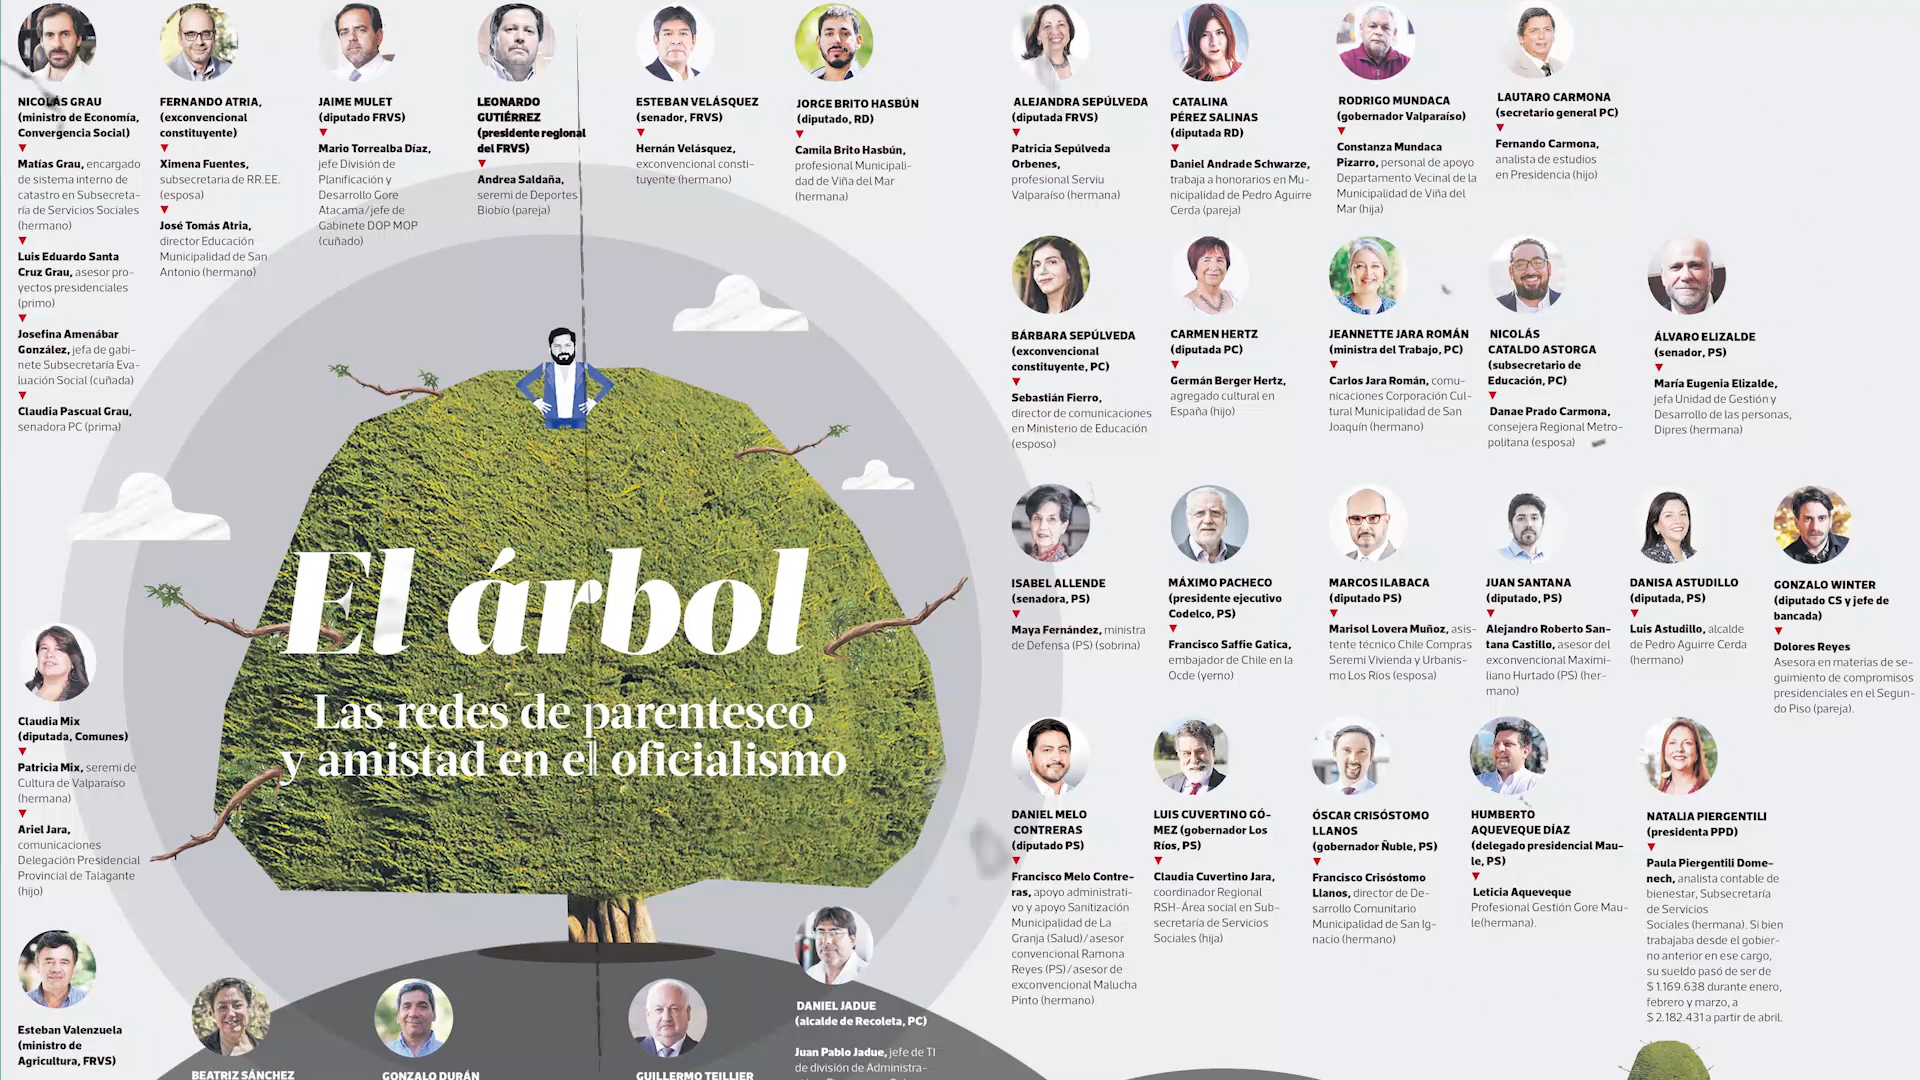 NICOLÁS GRAU
(ministro de Economía,
Convergencia Social)
Matías Grau, encargado
de sistema interno de
catastro en Subsecreta-
ría de Servicios Sociales
(hermano)
Luis Eduardo Santa
Cruz Grau, asesor pro-
yectos presidenciales
(primo)
Josefina Amenábar
González, jefa de gabi-
nete Subsecretaría Eva-
luación Social (cuñada)
Claudia Pascual Grau,
senadora PC (prima)
FERNANDO ATRIA,
(exconvencional
constituyente)
Ximena Fuentes,
subsecretaria de RR.EE.
(esposa)
José Tomás Atria,
director Educación
Municipalidad de San
Antonio (hermano)
JAIME MULET
(diputado FRVS)
Mario Torrealba Díaz,
jefe División de
Planificación y
Desarrollo Gore
Atacama/jefe de
Gabinete DOP MOP
(cuñado)
LEONARDO
GUTIÉRREZ
(presidente regional
del FRVS)
Andrea Saldaña,
seremi de Deportes
Biobío (pareja)
ESTEBAN VELÁSQUEZ
(senador, FRVS)
Hernán Velásquez,
exconvencional consti-
tuyente (hermano)
JORGE BRITO HASBÚN
(diputado, RD)
Camila Brito Hasbún,
profesional Municipali-
dad de Viña del Mar
(hermana)
ALEJANDRA SEPÚLVEDA
(diputada FRVS)
Patricia Sepúlveda
Orbenes,
profesional Serviu
Valparaíso (hermana)
CATALINA
PÉREZ SALINAS
(diputada RD)
Daniel Andrade Schwarze,
trabaja a honorarios en Mu-
nicipalidad de Pedro Aguirre
Cerda (pareja)
RODRIGO MUNDACA
(gobernador Valparaíso)
Constanza Mundaca
Pizarro, personal de apoyo
Departamento Vecinal de la
Municipalidad de Viña del
Mar (hija)
LAUTARO CARMONA
(secretario general PC)
Fernando Carmona,
analista de estudios
en Presidencia (hijo)
BÁRBARA SEPÚLVEDA
(exconvencional
constituyente, PC)
Sebastián Fierro,
director de comunicaciones
en Ministerio de Educación
(esposo)
CARMEN HERTZ
(diputada PC)
Germán Berger Hertz,
agregado cultural en
España (hijo)
JEANNETTE JARA ROMÁN
(ministra del Trabajo, PC)
Carlos Jara Román, comu-
nicaciones Corporación Cul-
tural Municipalidad de San
Joaquín (hermano)
NICOLÁS
CATALDO ASTORGA
(subsecretario de
Educación, PC)
Danae Prado Carmona,
consejera Regional Metro-
politana (esposa)
ÁLVARO ELIZALDE
(senador, PS)
María Eugenia Elizalde,
jefa Unidad de Gestión y
Desarrollo de las personas,
Dipres (hermana)
El árbol
Las redes de parentesco
y amistad en el oficialismo
ISABEL ALLENDE
(senadora, PS)
Maya Fernández, ministra
de Defensa (PS) (sobrina)
MÁXIMO PACHECO
(presidente ejecutivo
Codelco, PS)
Francisco Saffie Gatica,
embajador de Chile en la
Ocde (yerno)
MARCOS ILABACA
(diputado PS)
Marisol Lovera Muñoz, asis-
tente técnico Chile Compras
Seremi Vivienda y Urbanis-
mo Los Ríos (esposa)
JUAN SANTANA
(diputado, PS)
Alejandro Roberto San-
tana Castillo, asesor del
exconvencional Maximi-
liano Hurtado (PS) (her-
mano)
DANISA ASTUDILLO
(diputada, PS)
Luis Astudillo, alcalde
de Pedro Aguirre Cerda
(hermano)
GONZALO WINTER
(diputado CS y jefe de
bancada)
Dolores Reyes
Asesora en materias de se-
guimiento de compromisos
presidenciales en el Segun-
do Piso (pareja).
Claudia Mix
(diputada, Comunes)
Patricia Mix, seremi de
Cultura de Valparaíso
(hermana)
Ariel Jara,
comunicaciones
Delegación Presidencial
Provincial de Talagante
(hijo)
DANIEL MELO
CONTRERAS
(diputado PS)
Francisco Melo Contre-
ras, apoyo administrati-
vo y apoyo Sanitización
Municipalidad de La
Granja (Salud)/asesor
convencional Ramona
Reyes (PS)/asesor de
exconvencional Malucha
Pinto (hermano)
LUIS CUVERTINO GÓ-
MEZ (gobernador Los
Ríos, PS)
Claudia Cuvertino Jara,
coordinador Regional
RSH-Área social en Sub-
secretaría de Servicios
Sociales (hija)
ÓSCAR CRISÓSTOMO
LLANOS
(gobernador Ñuble, PS)
Francisco Crisóstomo
Llanos, director de De-
sarrollo Comunitario
Municipalidad de San Ig-
nacio (hermano)
HUMBERTO
AQUEVEQUE DÍAZ
(delegado presidencial Mau-
le, PS)
Leticia Aqueveque
Profesional Gestión Gore Mau-
le(hermana).
NATALIA PIERGENTILI
(presidenta PPD)
Paula Piergentili Dome-
nech, analista contable de
bienestar, Subsecretaría
de Servicios
Sociales (hermana). Si bien
trabajaba desde el gobier-
no anterior en ese cargo,
su sueldo pasó de ser de
$ 1.169.638 durante enero,
febrero y marzo, a
$ 2.182.431 a partir de abril.
Esteban Valenzuela
(ministro de
Agricultura, FRVS)
BEATRIZ SÁNCHEZ
GONZALO DURÁN
GUILLERMO TEILLIER
DANIEL JADUE
(alcalde de Recoleta, PC)
Juan Pablo Jadue, jefe de TI
de división de Administra-